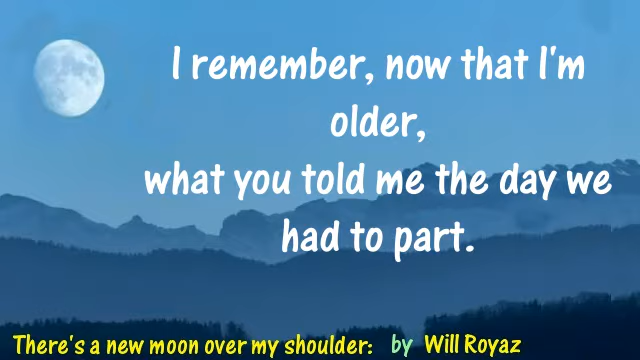 I remember, now that I'm
older,
what you told me the day we
had to part.
There's a new moon over my shoulder: by Will Royaz